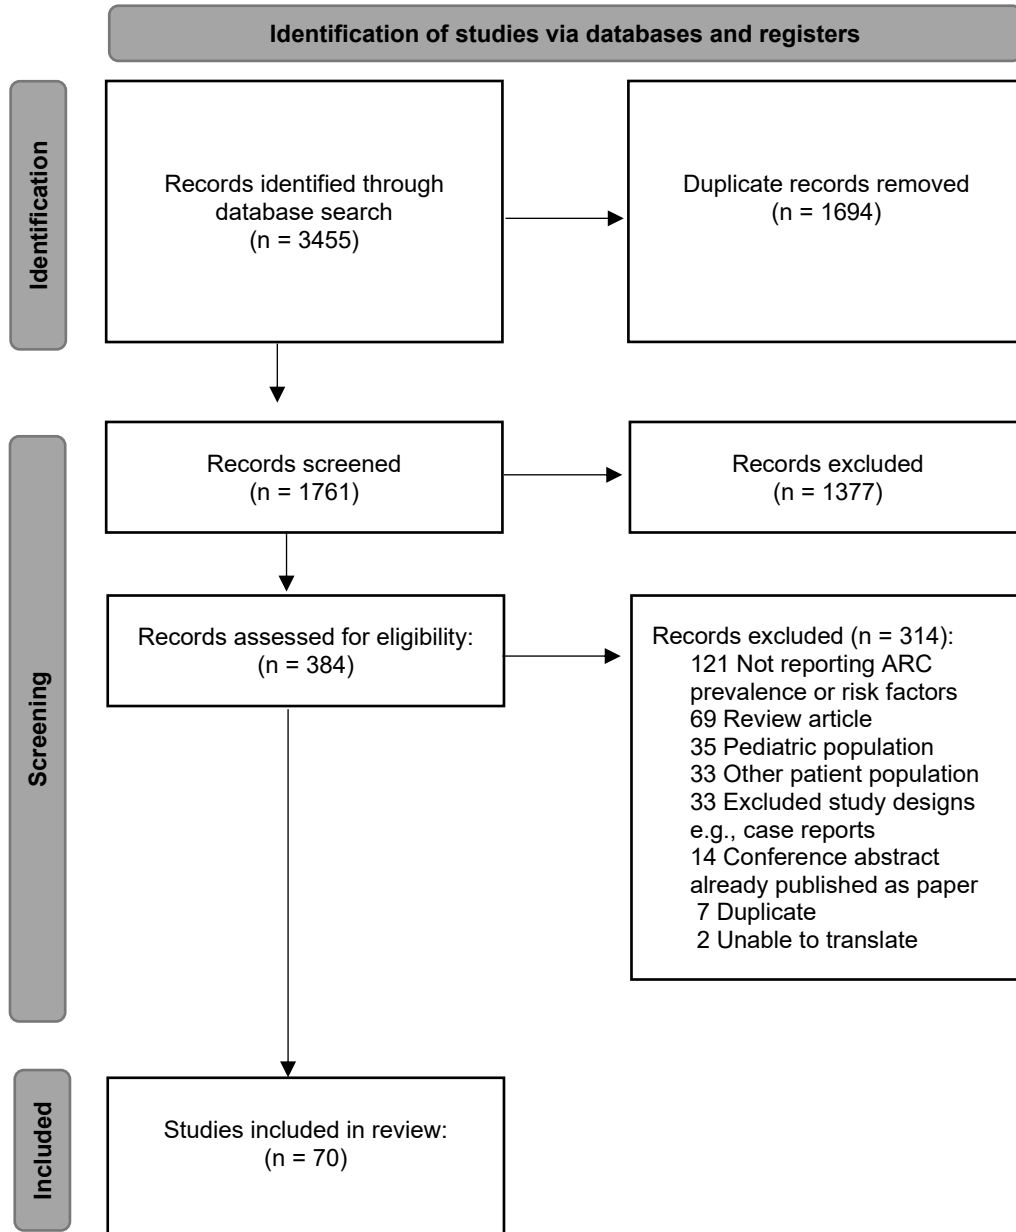 Identification of studies via databases and registers
Identification
Records identified through
database search
(n = 3455)
Duplicate records removed
(n = 1694)
Screening
Records screened
(n = 1761)
Records excluded
(n = 1377)
Records assessed for eligibility:
(n = 384)
Records excluded (n = 314):
121 Not reporting ARC
prevalence or risk factors
69 Review article
35 Pediatric population
33 Other patient population
33 Excluded study designs
e.g., case reports
14 Conference abstract
already published as paper
7 Duplicate
2 Unable to translate
Included
Studies included in review:
(n = 70)